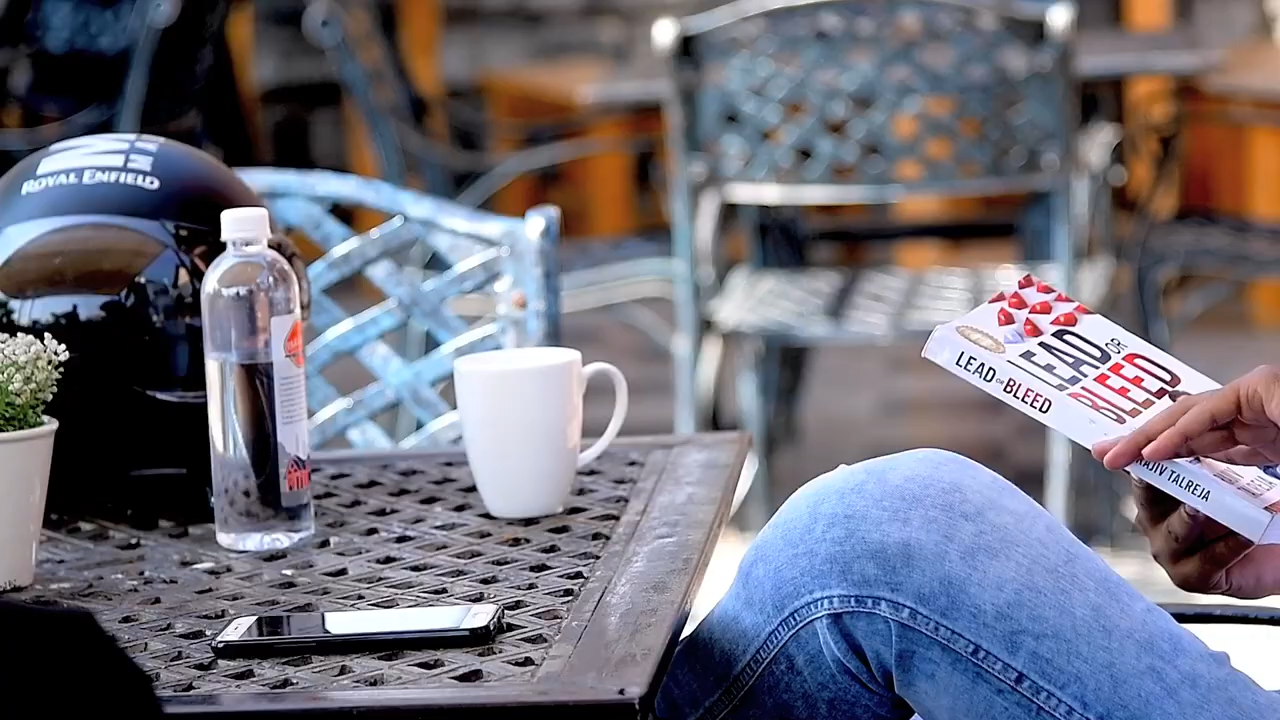 ROYAL ENFIELD
LEAD OR
BLEED
LEAD OR BLEED
RAJIV TALREJA